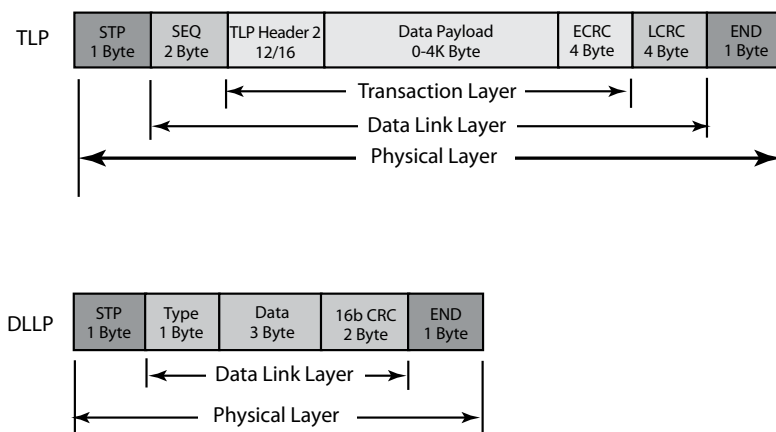 TLP
STP
1 Byte
SEQ
2 Byte
TLP Header 2
12/16
Data Payload
0-4K Byte
ECRC
4 Byte
LCRC
4 Byte
END
1 Byte
Transaction Layer
Data Link Layer
Physical Layer
DLLP
STP
1 Byte
Type
1 Byte
Data
3 Byte
16b CRC
2 Byte
END
1 Byte
Data Link Layer
Physical Layer